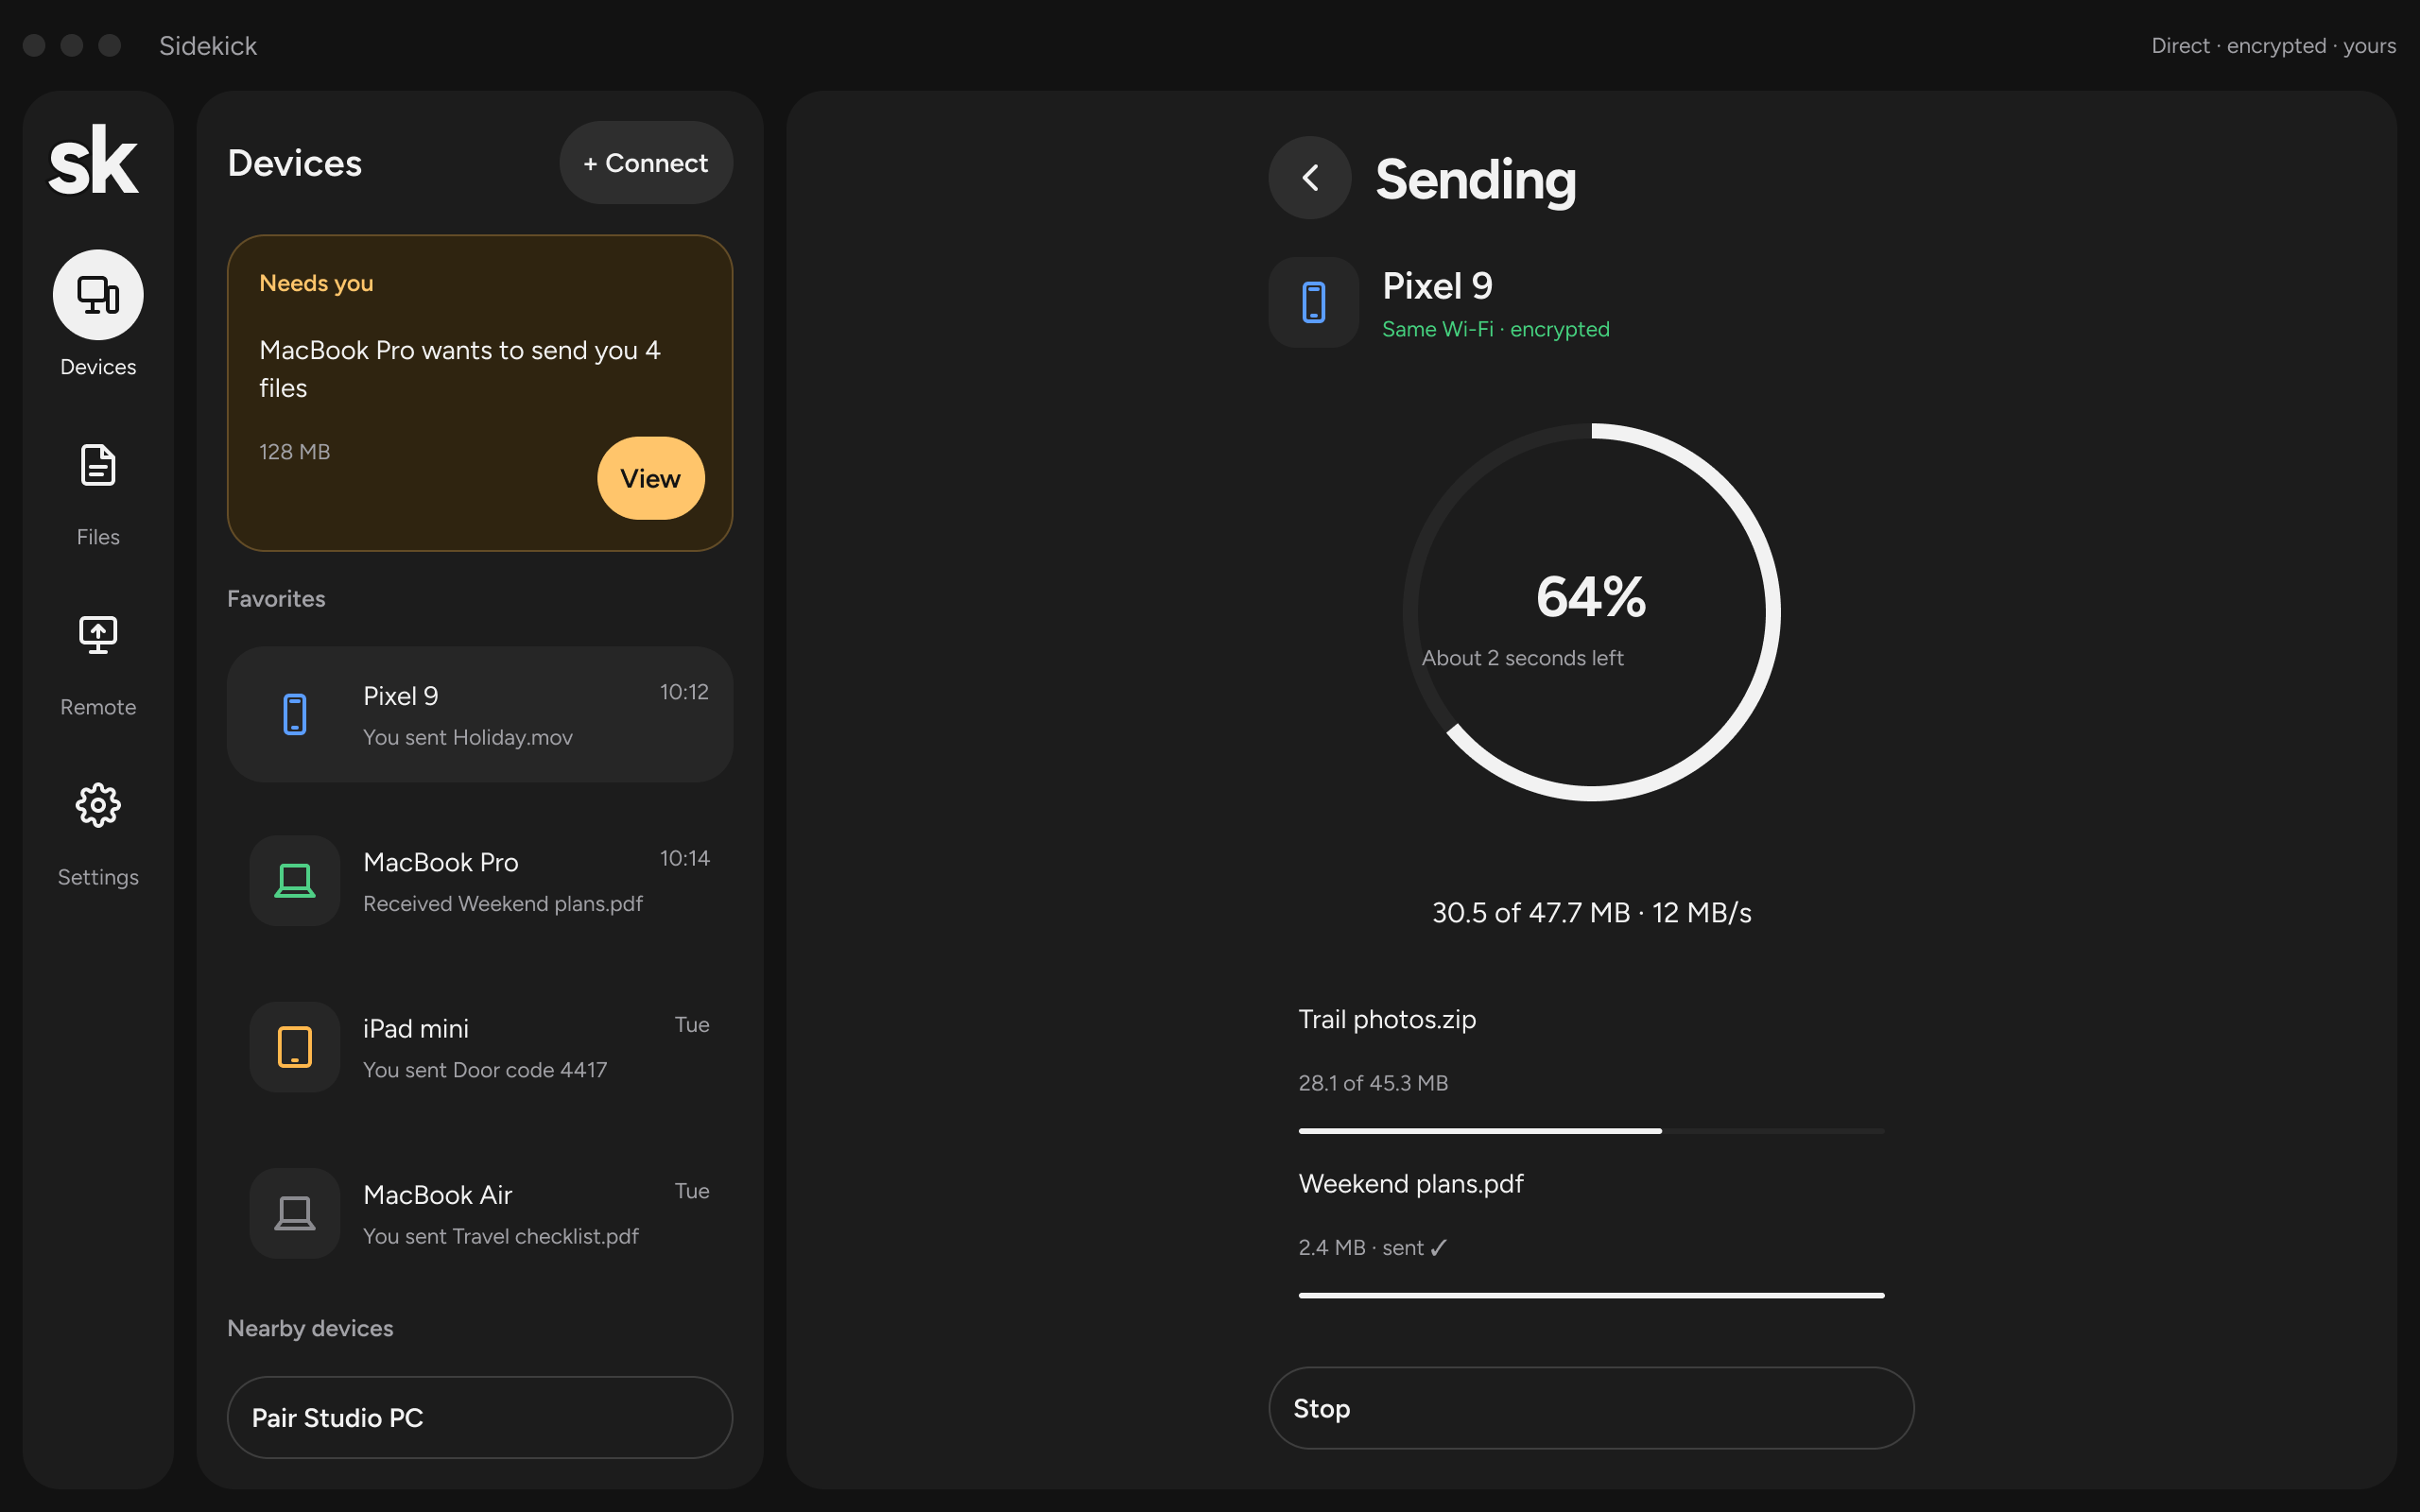 Sidekick
Direct · encrypted · yours
sk
Devices
Files
Remote
Settings
Devices
+ Connect
Needs you
MacBook Pro wants to send you 4
files
128 MB
View
Favorites
Pixel 9
10:12
You sent Holiday.mov
MacBook Pro
10:14
Received Weekend plans.pdf
iPad mini
Tue
You sent Door code 4417
MacBook Air
Tue
You sent Travel checklist.pdf
Nearby devices
Pair Studio PC
Sending
Pixel 9
Same Wi-Fi · encrypted
64%
About 2 seconds left
30.5 of 47.7 MB · 12 MB/s
Trail photos.zip
28.1 of 45.3 MB
Weekend plans.pdf
2.4 MB · sent ✓
Stop